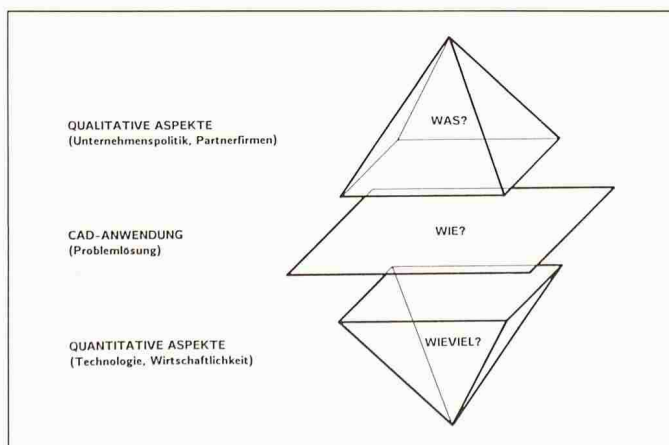 QUALITATIVE ASPEKTE
(Unternehmenspolitik, Partnerfirmen)
WAS?
CAD-ANWENDUNG
(Problemlösung)
WIE?
QUANTITATIVE ASPEKTE
(Technologie, Wirtschaftlichkeit)
WIEVIEL?